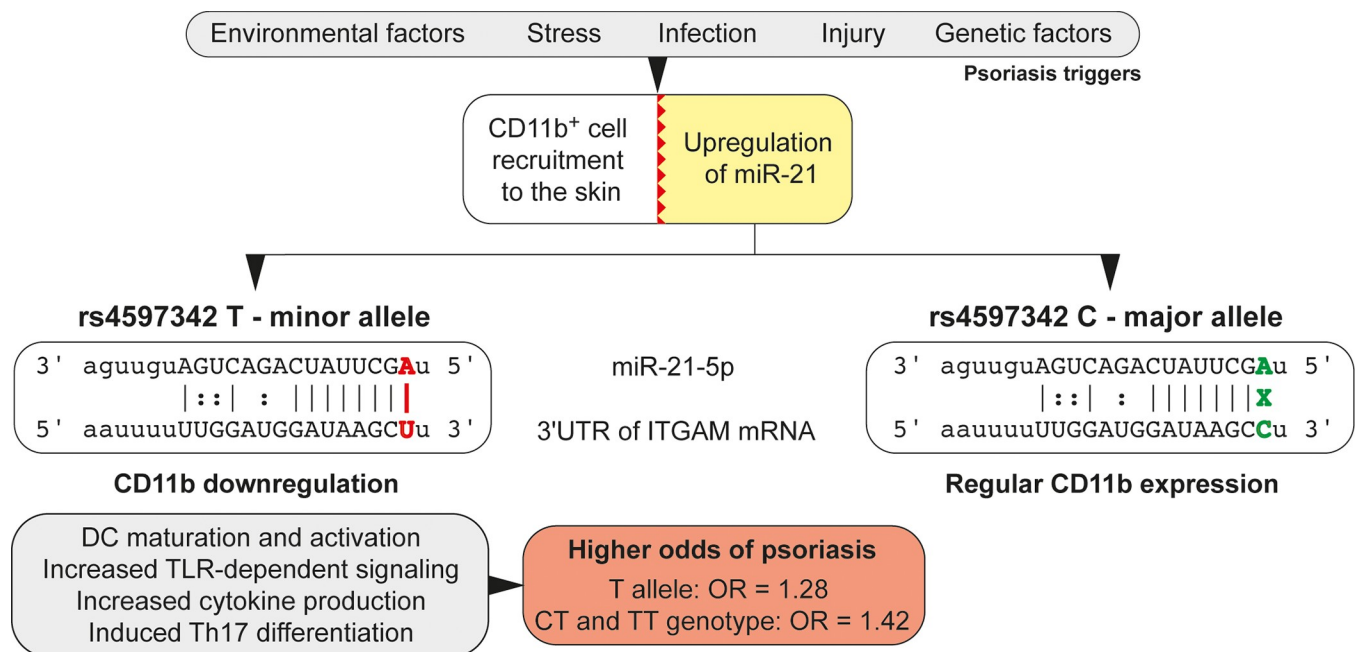 Environmental factors Stress Infection Injury Genetic factors
Psoriasis triggers
CD11b⁺ cell
recruitment
to the skin
Upregulation
of miR-21
rs4597342 T - minor allele
3' aguuguAGUCAGACUAUUCGAu 5'
|::| : ||||||||
5' aauuuuUUGGAUGGAUAAGCUu 3'
CD11b downregulation
miR-21-5p
3'UTR of ITGAM mRNA
rs4597342 C - major allele
3' aguuguAGUCAGACUAUUCGAu 5'
|::| : |||||||X
5' aauuuuUUGGAUGGAUAAGCCu 3'
Regular CD11b expression
DC maturation and activation
Increased TLR-dependent signaling
Increased cytokine production
Induced Th17 differentiation
Higher odds of psoriasis
T allele: OR = 1.28
CT and TT genotype: OR = 1.42